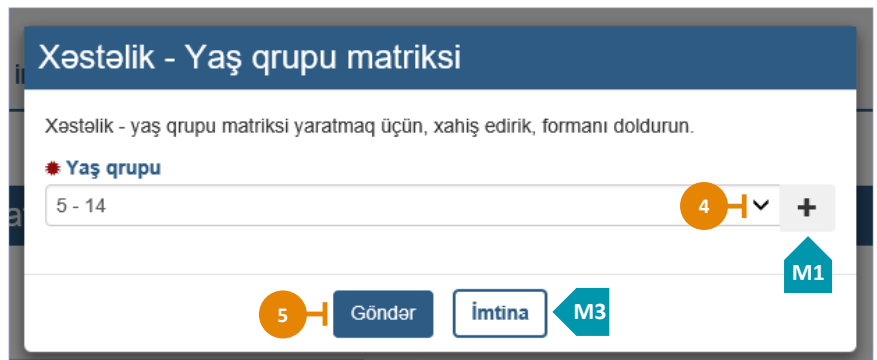 Xəstəlik - Yaş qrupu matriksi
Xəstəlik - yaş qrupu matriksi yaratmaq üçün, xahiş edirik, formanı doldurun.
✹ Yaş qrupu
5 - 14
4
+
M1
5
Göndər
İmtina
M3